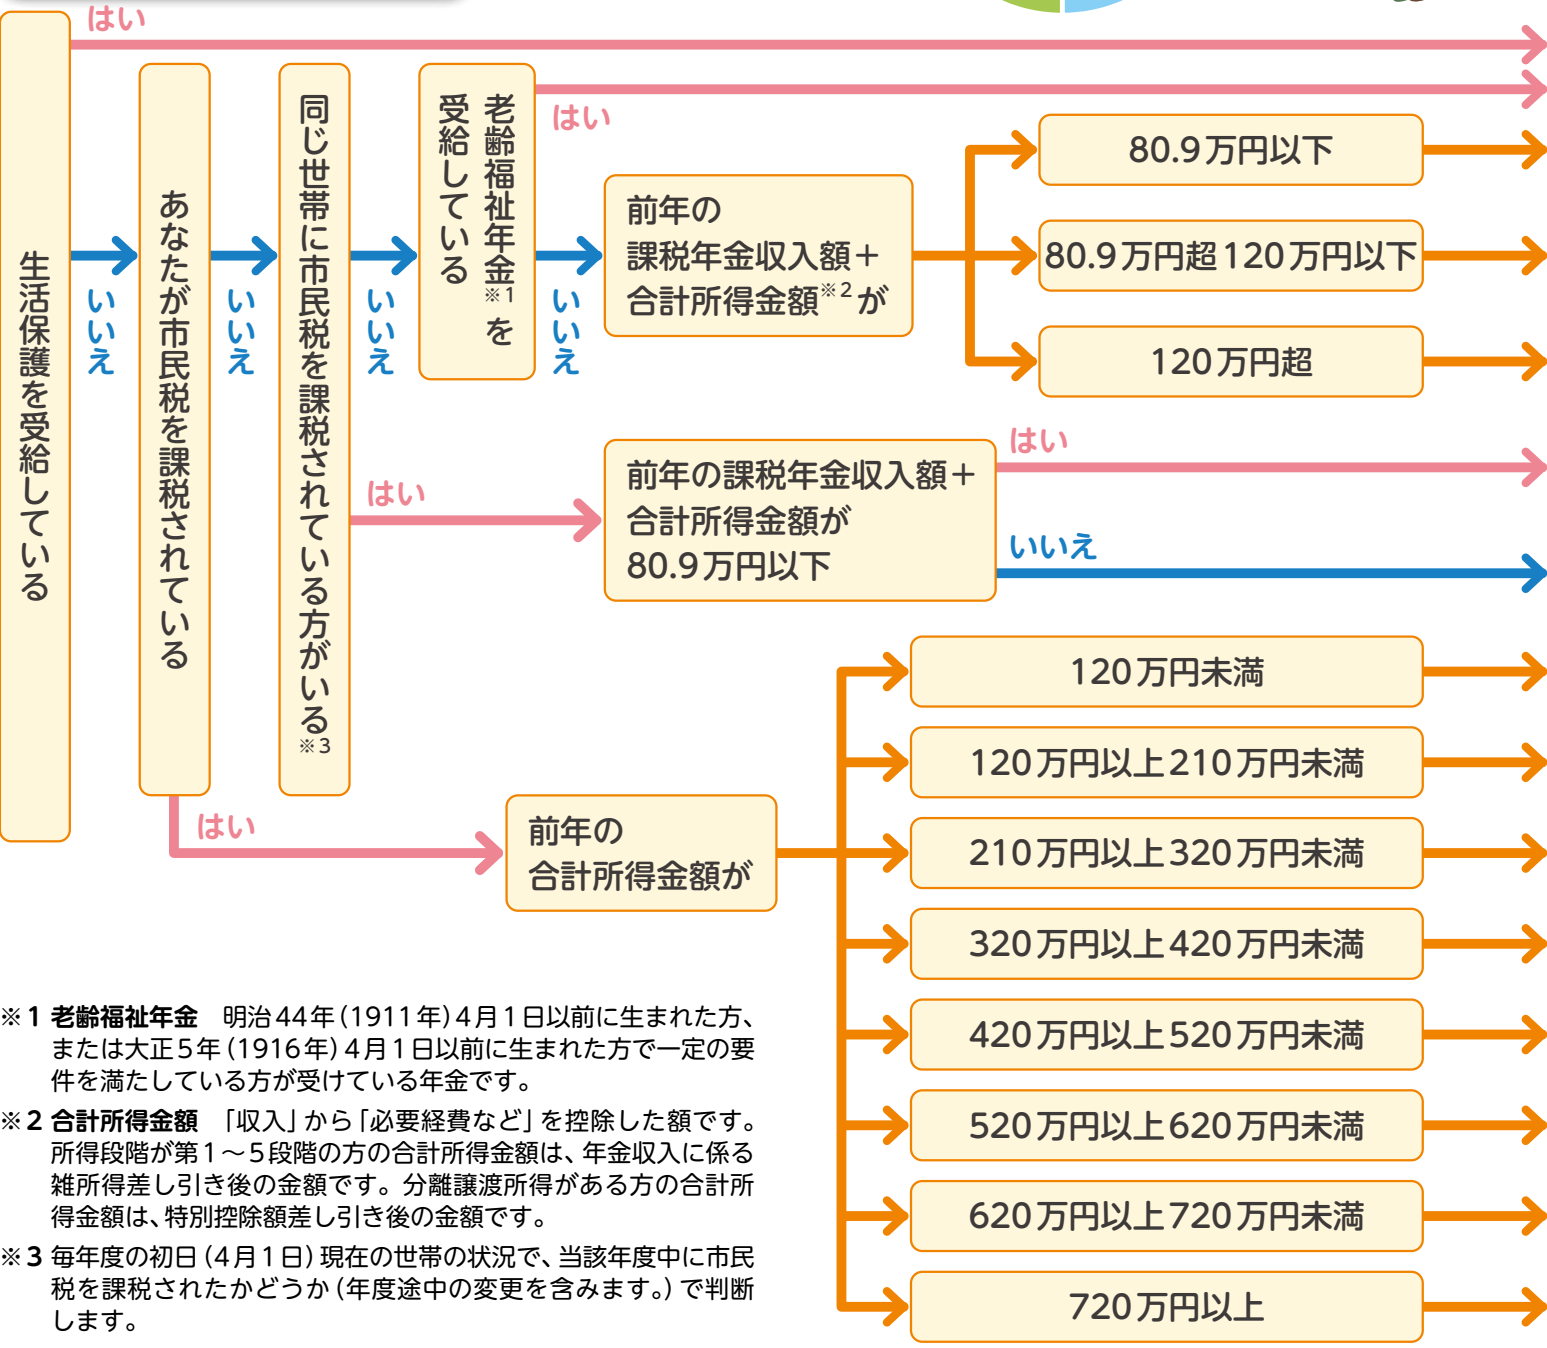 はい
生活保護を受給している
いいえ
あなたが市民税を課税されている
いいえ
同じ世帯に市民税を課税されている方がいる※3
いいえ
老齢福祉年金※1を
受給している
はい
いいえ
前年の
課税年金収入額＋
合計所得金額※2が
80.9万円以下
80.9万円超120万円以下
120万円超
はい
前年の課税年金収入額＋
合計所得金額が
80.9万円以下
はい
いいえ
はい
前年の
合計所得金額が
120万円未満
120万円以上210万円未満
210万円以上320万円未満
320万円以上420万円未満
420万円以上520万円未満
520万円以上620万円未満
620万円以上720万円未満
720万円以上
※1 老齢福祉年金　明治44年(1911年)4月1日以前に生まれた方、
または大正5年(1916年)4月1日以前に生まれた方で一定の要
件を満たしている方が受けている年金です。
※2 合計所得金額　「収入」から「必要経費など」を控除した額です。
所得段階が第1～5段階の方の合計所得金額は、年金収入に係る
雑所得差し引き後の金額です。分離譲渡所得がある方の合計所
得金額は、特別控除額差し引き後の金額です。
※3 毎年度の初日(4月1日)現在の世帯の状況で、当該年度中に市民
税を課税されたかどうか(年度途中の変更を含みます。)で判断
します。